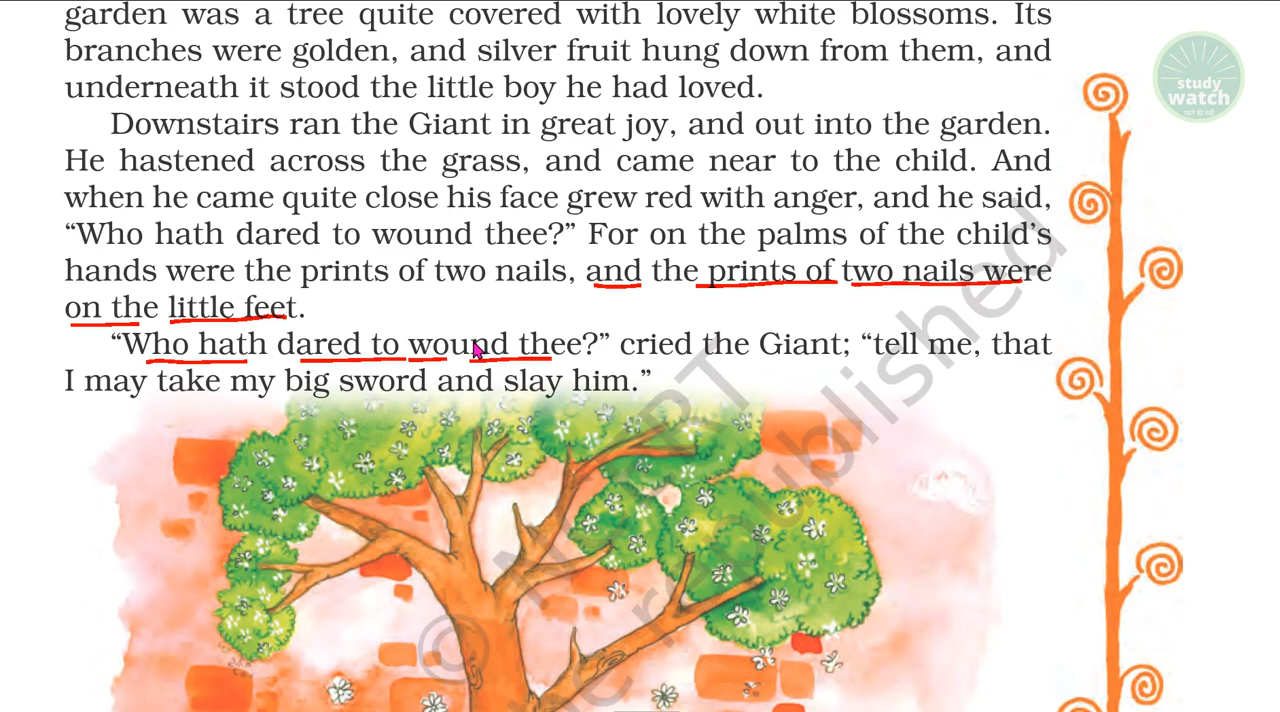 garden was a tree quite covered with lovely white blossoms. Its
branches were golden, and silver fruit hung down from them, and
underneath it stood the little boy he had loved.
Downstairs ran the Giant in great joy, and out into the garden.
He hastened across the grass, and came near to the child. And
when he came quite close his face grew red with anger, and he said,
“Who hath dared to wound thee?” For on the palms of the child’s
hands were the prints of two nails, and the prints of two nails were
on the little feet.
“Who hath dared to wound thee?” cried the Giant; “tell me, that
I may take my big sword and slay him.”
study
watch
© NCERT
be republished